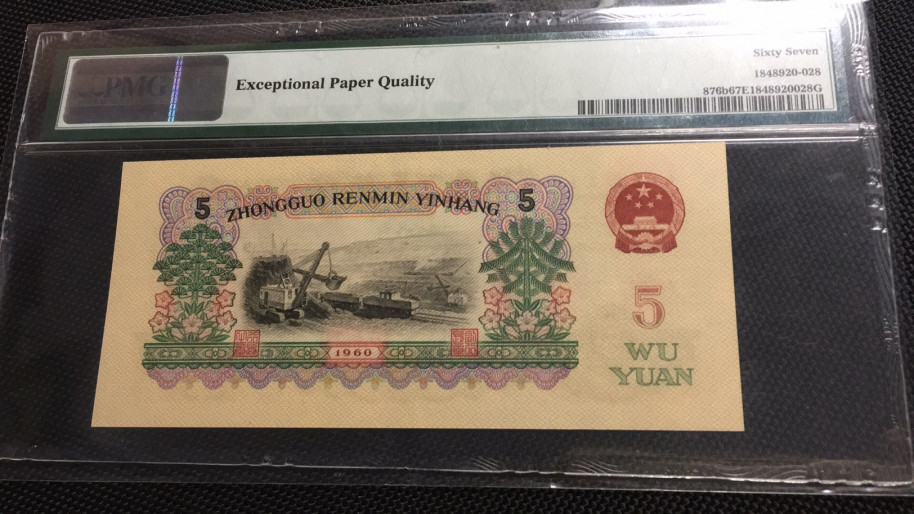 PMG
Exceptional Paper Quality
Sixty Seven
1848920-028
876b67E1848920028G
5
ZHONGGUO RENMIN YINHANG
5
5
1960
WU
YUAN